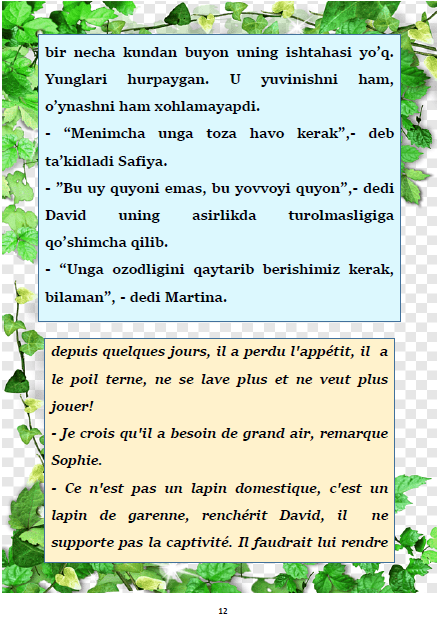 bir necha kundan buyon uning ishtahasi yo’q.
Yunglari hurpaygan. U yuvinishni ham,
o’ynashni ham xohlamayapdi.
- “Menimcha unga toza havo kerak”,- deb
ta’kidladi Safiya.
- ”Bu uy quyoni emas, bu yovvoyi quyon”,- dedi
David uning asirlikda turolmasligiga
qo’shimcha qilib.
- “Unga ozodligini qaytarib berishimiz kerak,
bilaman”, - dedi Martina.
depuis quelques jours, il a perdu l'appétit, il a
le poil terne, ne se lave plus et ne veut plus
jouer!
- Je crois qu'il a besoin de grand air, remarque
Sophie.
- Ce n'est pas un lapin domestique, c'est un
lapin de garenne, renchérit David, il ne
supporte pas la captivité. Il faudrait lui rendre
12